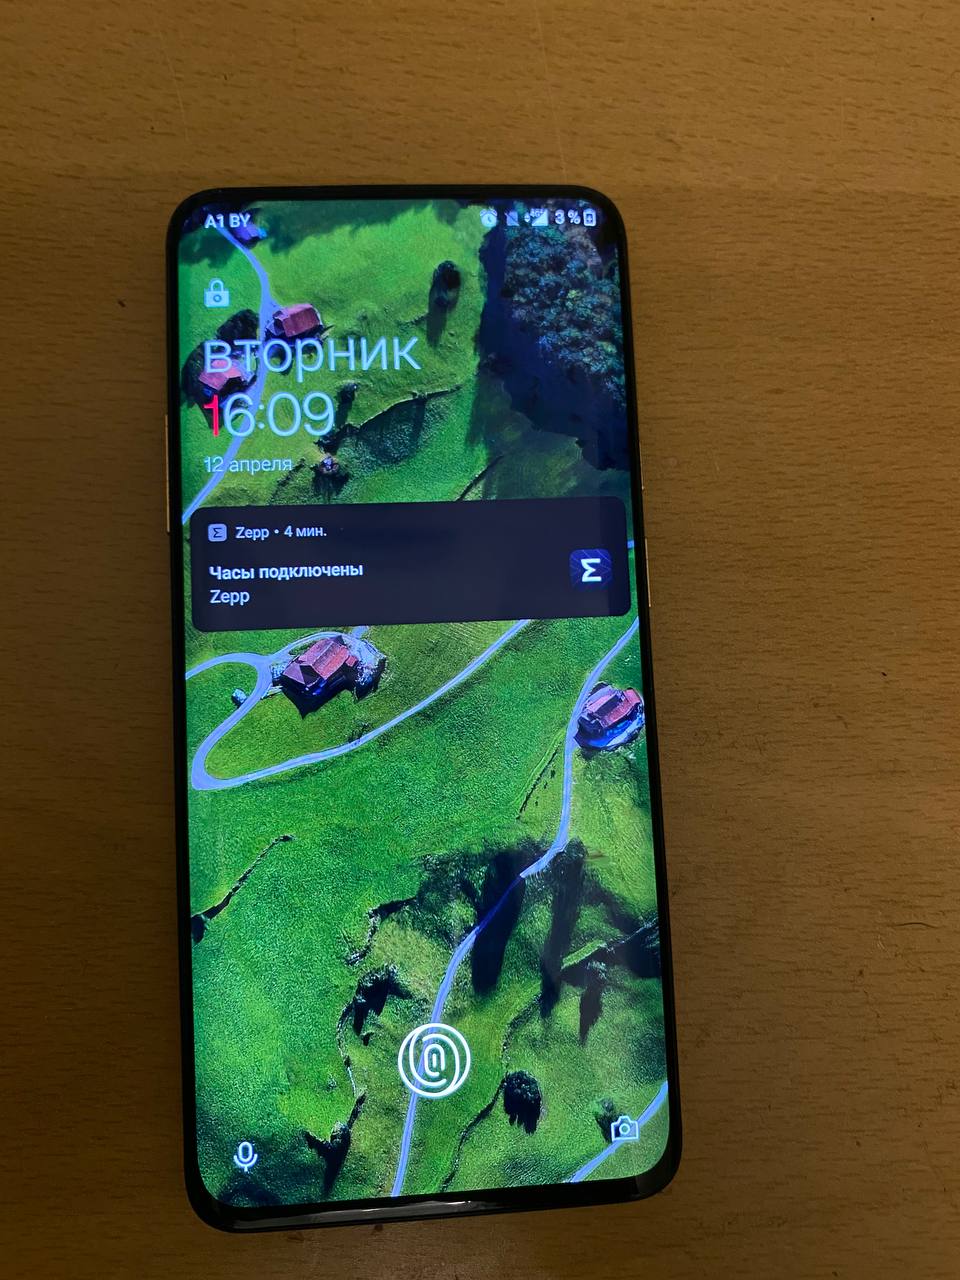 A1 BY
3 %
вторник
16:09
12 апреля
Zepp • 4 мин.
Часы подключены
Zepp